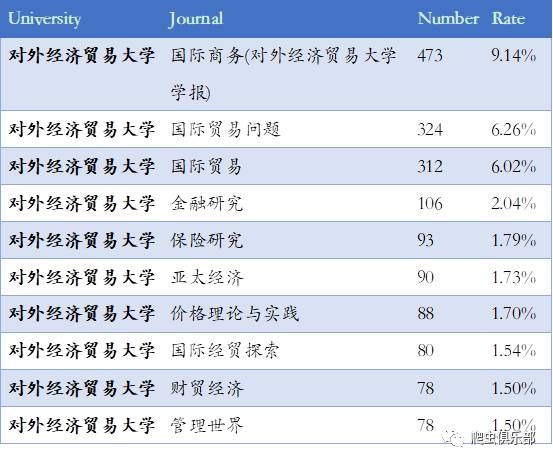 University Journal Number Rate
对外经济贸易大学 国际商务(对外经济贸易大学 473 9.14%
学报)
对外经济贸易大学 国际贸易问题 324 6.26%
对外经济贸易大学 国际贸易 312 6.02%
对外经济贸易大学 金融研究 106 2.04%
对外经济贸易大学 保险研究 93 1.79%
对外经济贸易大学 亚太经济 90 1.73%
对外经济贸易大学 价格理论与实践 88 1.70%
对外经济贸易大学 国际经贸探索 80 1.54%
对外经济贸易大学 财贸经济 78 1.50%
对外经济贸易大学 管理世界 78 1.50%
爬虫俱乐部